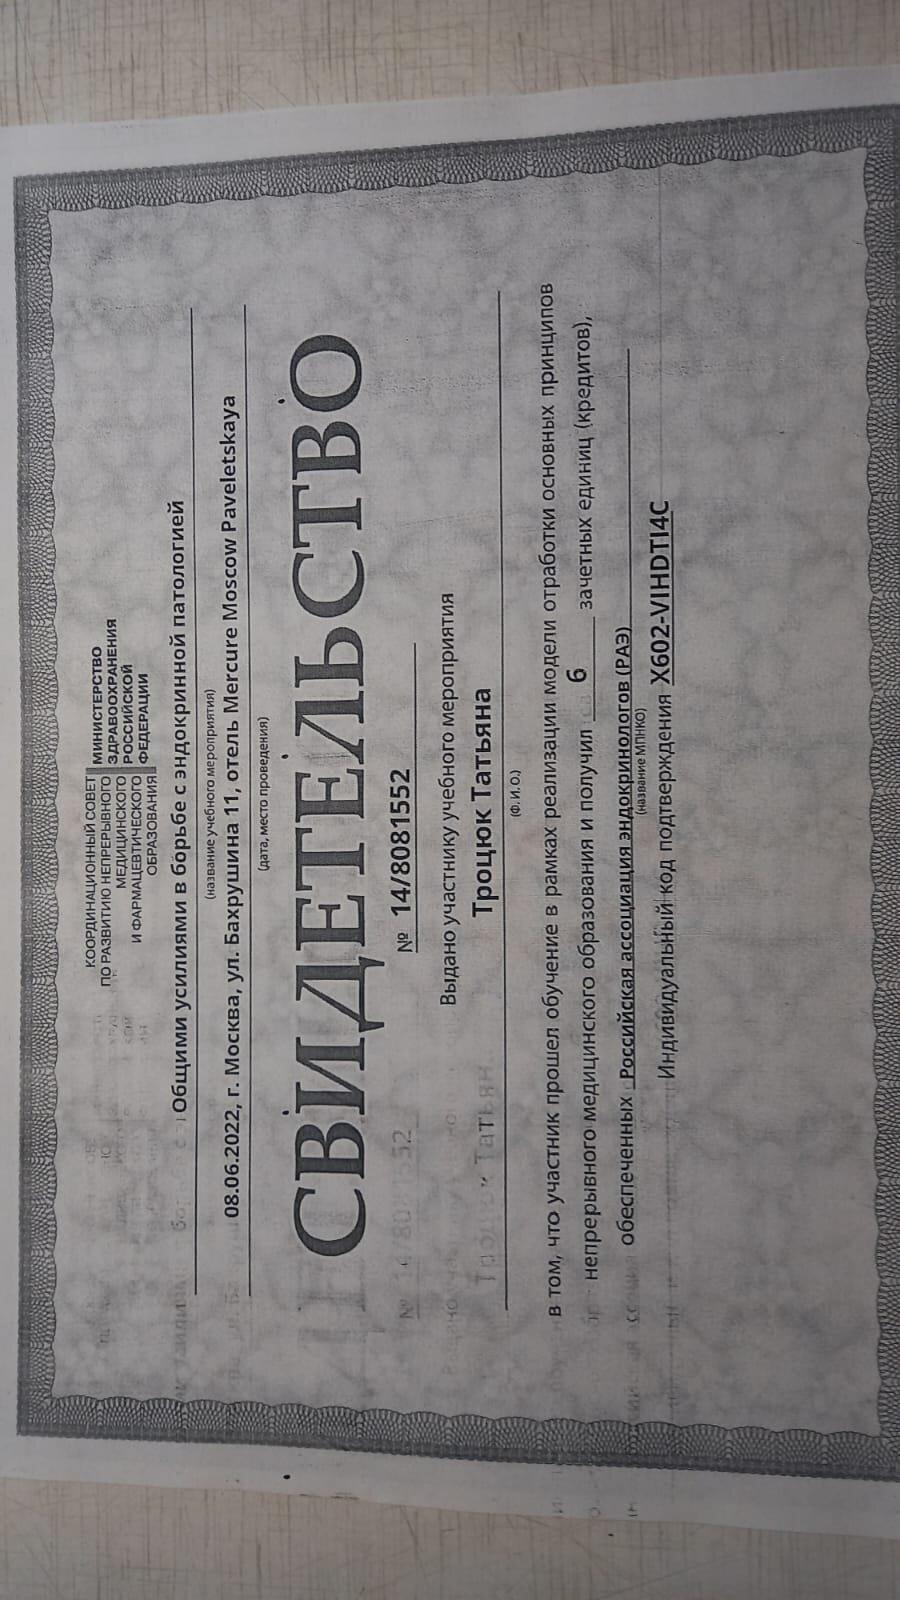 КООРДИНАЦИОННЫЙ СОВЕТ
ПО РАЗВИТИЮ НЕПРЕРЫВНОГО
МЕДИЦИНСКОГО
И ФАРМАЦЕВТИЧЕСКОГО
ОБРАЗОВАНИЯ
МИНИСТЕРСТВО
ЗДРАВООХРАНЕНИЯ
РОССИЙСКОЙ
ФЕДЕРАЦИИ
Общими усилиями в борьбе с эндокринной патологией
(название учебного мероприятия)
08.06.2022, г. Москва, ул. Бахрушина 11, отель Mercure Moscow Paveletskaya
(дата, место проведения)
СВИДЕТЕЛЬСТВО
№ 14/8081552
Выдано участнику учебного мероприятия
Троцюк Татьяна
(Ф.И.О.)
в том, что участник прошел обучение в рамках реализации модели отработки основных принципов
непрерывного медицинского образования и получил 6 зачетных единиц (кредитов),
обеспеченных Российская ассоциация эндокринологов (РАЭ)
(название МПНКО)
Индивидуальный код подтверждения X602-VIHDTI4C